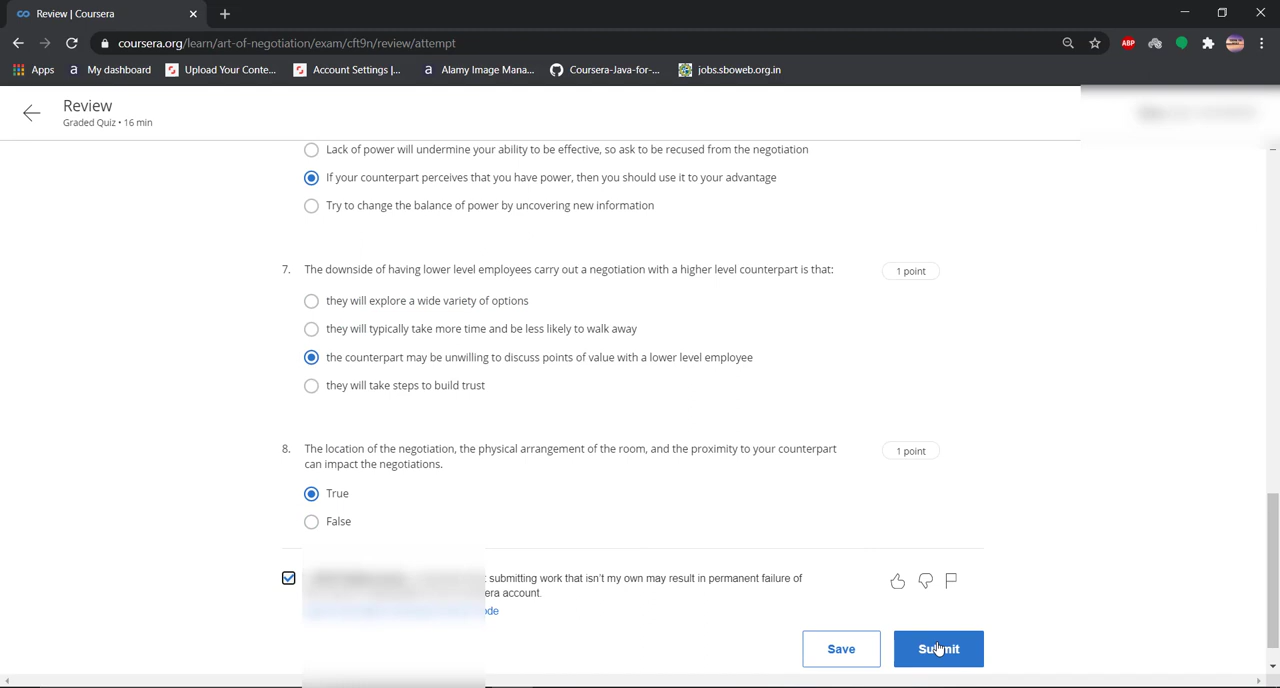 Review | Coursera
coursera.org/learn/art-of-negotiation/exam/cft9n/review/attempt
ABP
Apps a My dashboard Upload Your Conte... Account Settings |... a Alamy Image Mana... Coursera-Java-for-... jobs.sboweb.org.in
Review
Graded Quiz • 16 min
Lack of power will undermine your ability to be effective, so ask to be recused from the negotiation
If your counterpart perceives that you have power, then you should use it to your advantage
Try to change the balance of power by uncovering new information
7. The downside of having lower level employees carry out a negotiation with a higher level counterpart is that: 1 point
they will explore a wide variety of options
they will typically take more time and be less likely to walk away
the counterpart may be unwilling to discuss points of value with a lower level employee
they will take steps to build trust
8. The location of the negotiation, the physical arrangement of the room, and the proximity to your counterpart 1 point
can impact the negotiations.
True
False
submitting work that isn't my own may result in permanent failure of
era account.
ode
Save Submit